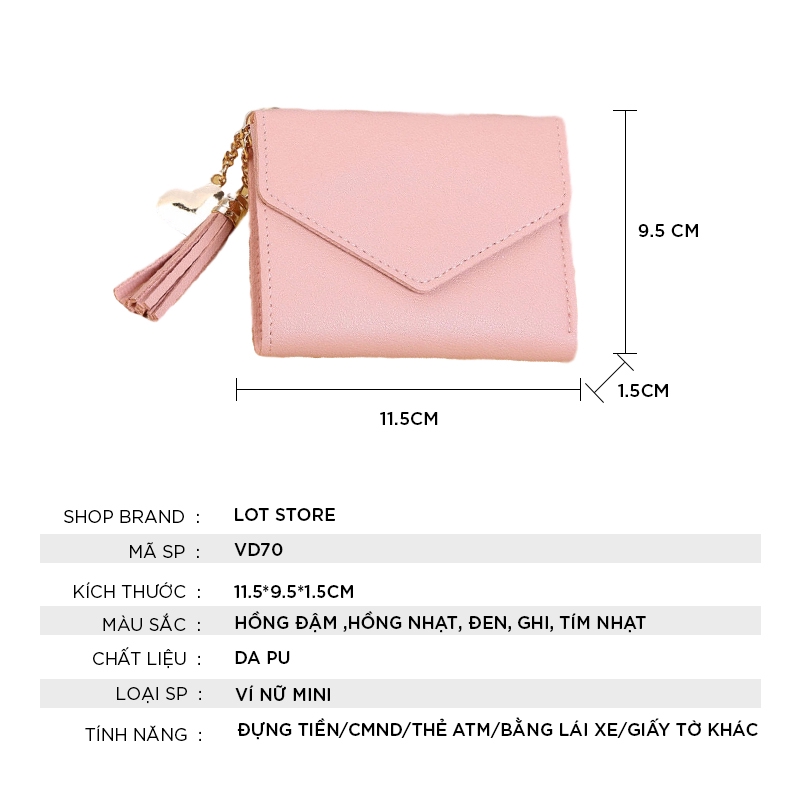 9.5 CM
1.5CM
11.5CM
SHOP BRAND : LOT STORE
MÃ SP : VD70
KÍCH THƯỚC : 11.5*9.5*1.5CM
MÀU SẮC : HỒNG ĐẬM ,HỒNG NHẠT, ĐEN, GHI, TÍM NHẠT
CHẤT LIỆU : DA PU
LOẠI SP : VÍ NỮ MINI
TÍNH NĂNG : ĐỰNG TIỀN/CMND/THẺ ATM/BẰNG LÁI XE/GIẤY TỜ KHÁC